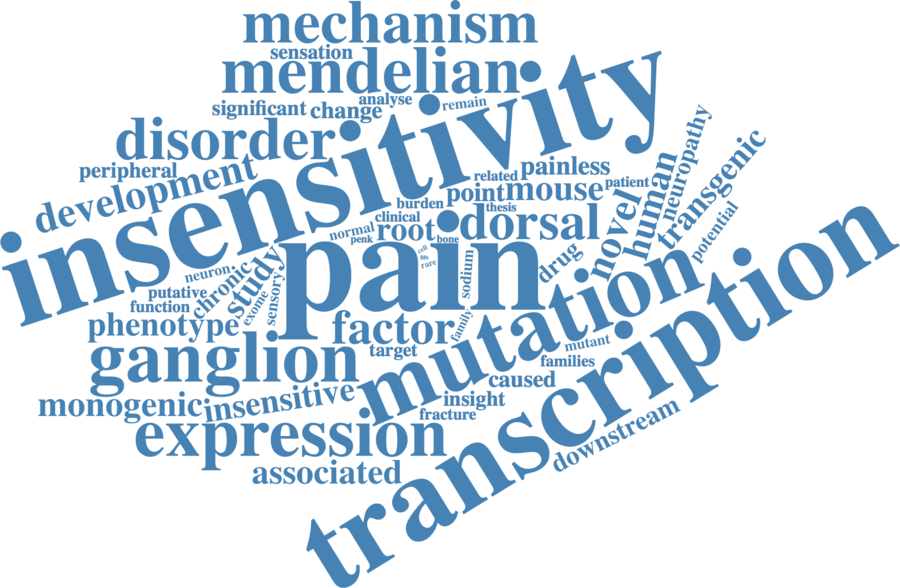 mechanism
sensation
mendelian
significant
change
analyse
remain
disorder
insensitivity
peripheral
development
related
painless
burden
point
mouse
patient
thesis
clinical
normal
penk
root
bone
dorsal
novel
human
neuropathy
transgenic
potential
pain
cell
life
rare
sodium
drug
neuron
chronic
study
putative
function
exome
sensory
phenotype
factor
family
mutation
ganglion
target
mutant
families
transcription
caused
monogenic
insensitive
insight
fracture
expression
downstream
associated